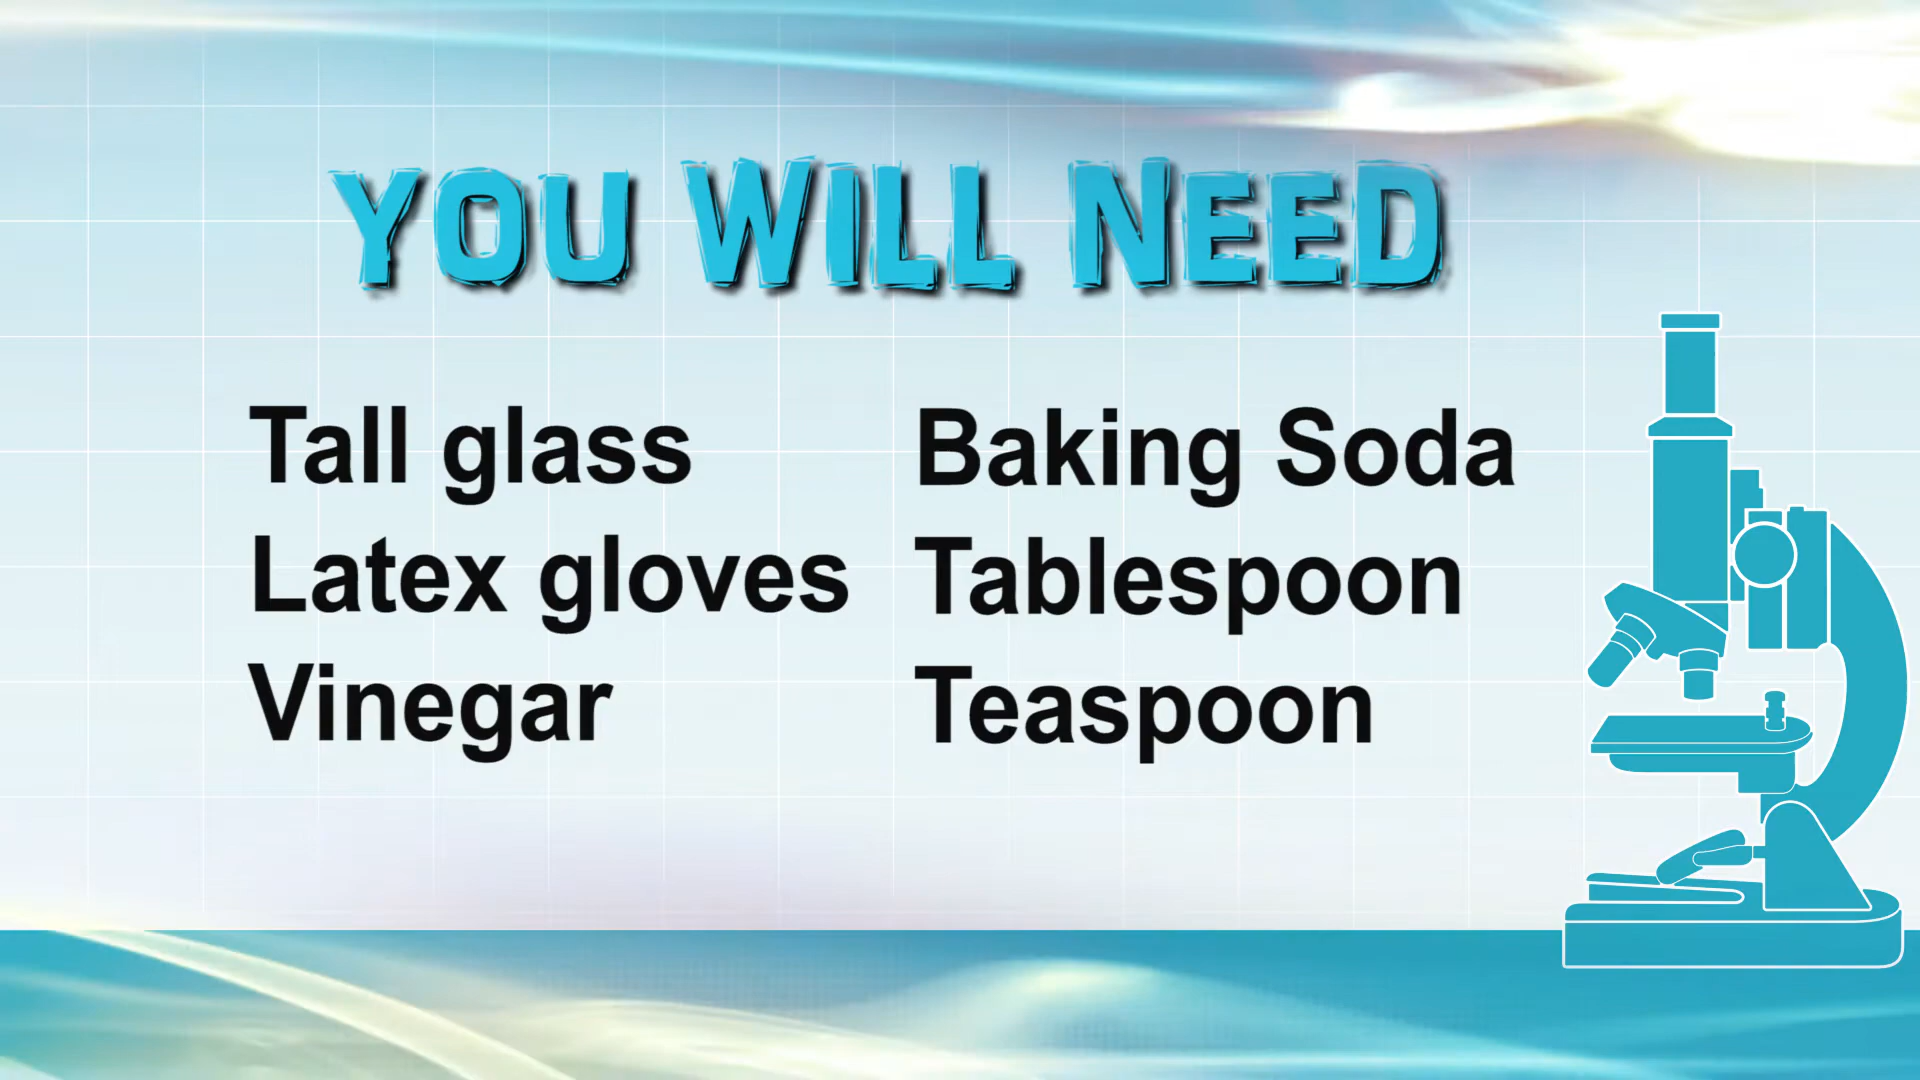 YOU WILL NEED
Tall glass
Latex gloves
Vinegar
Baking Soda
Tablespoon
Teaspoon